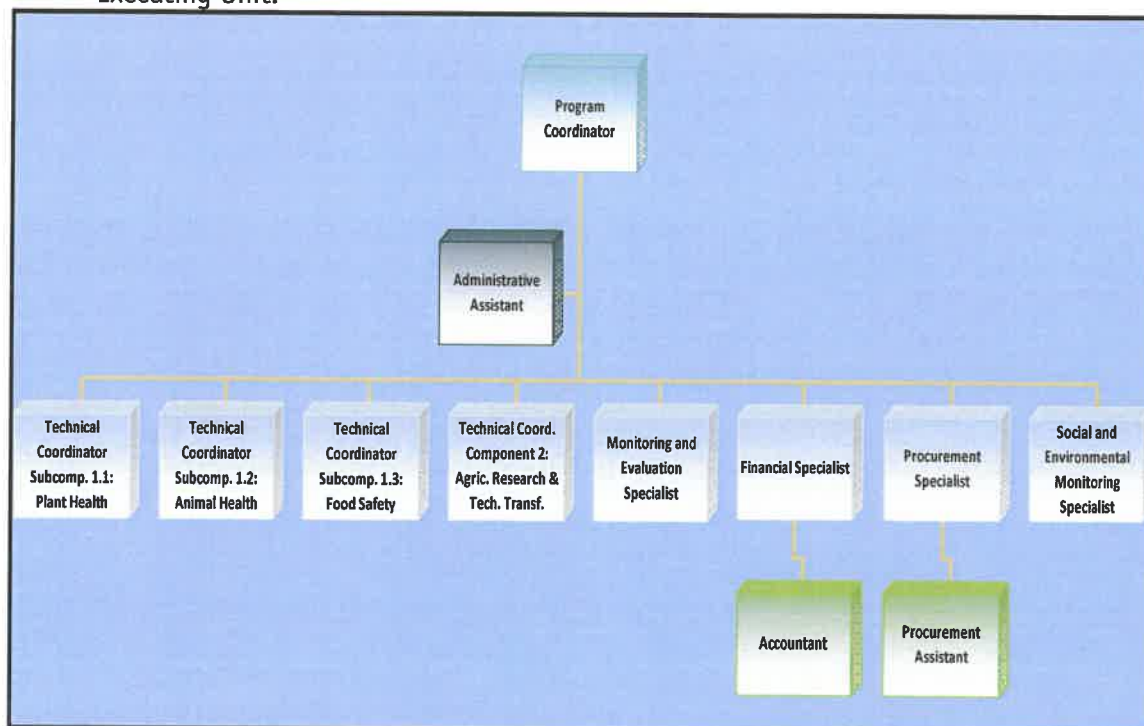 Executing Unit.
Program
Coordinator
Administrative
Assistant
Technical
Coordinator
Subcomp. 1.1:
Plant Health
Technical
Coordinator
Subcomp. 1.2:
Animal Health
Technical
Coordinator
Subcomp. 1.3:
Food Safety
Technical Coord.
Component 2:
Agric. Research &
Tech. Transf.
Monitoring and
Evaluation
Specialist
Financial Specialist
Procurement
Specialist
Social and
Environmental
Monitoring
Specialist
Accountant
Procurement
Assistant